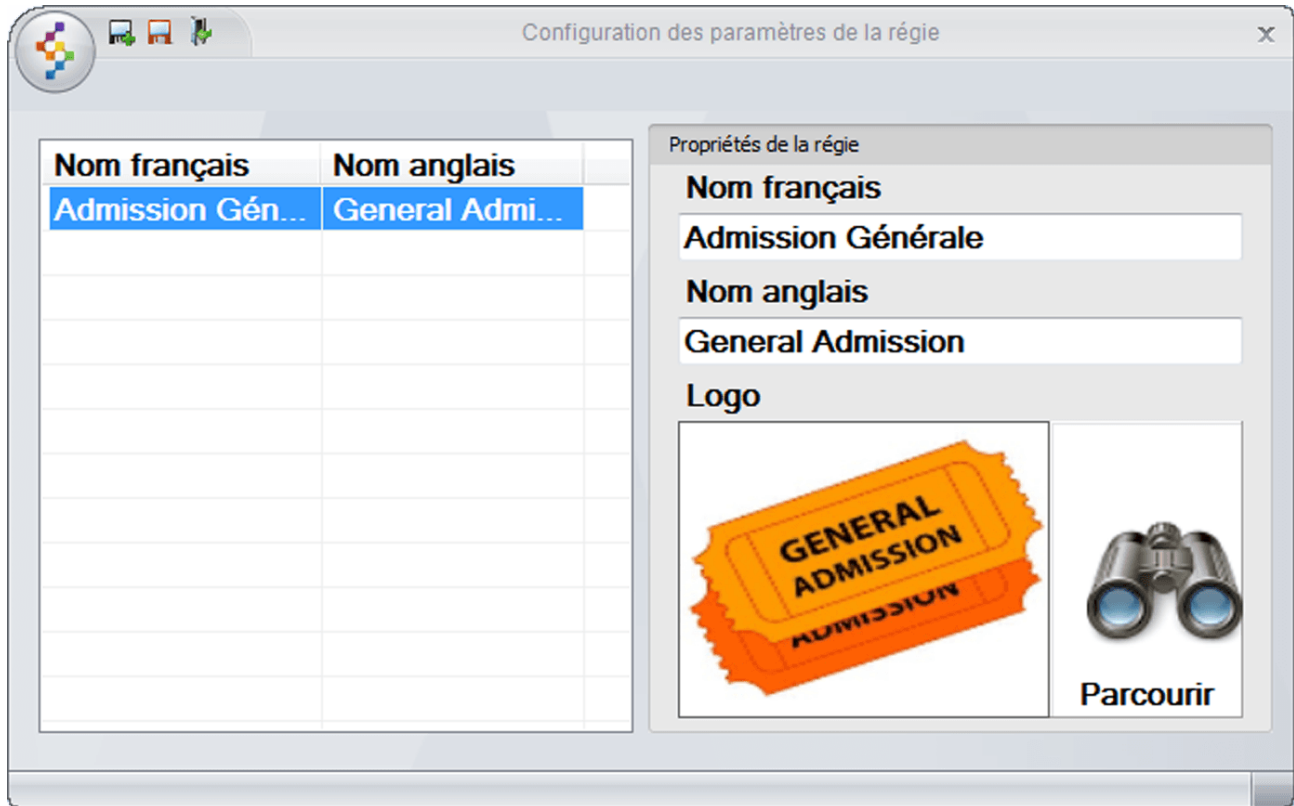 Configuration des paramètres de la régie
Nom français Nom anglais
Admission Gén... General Admi...
Propriétés de la régie
Nom français
Admission Générale
Nom anglais
General Admission
Logo
GENERAL
ADMISSION
ADMISSION
Parcourir